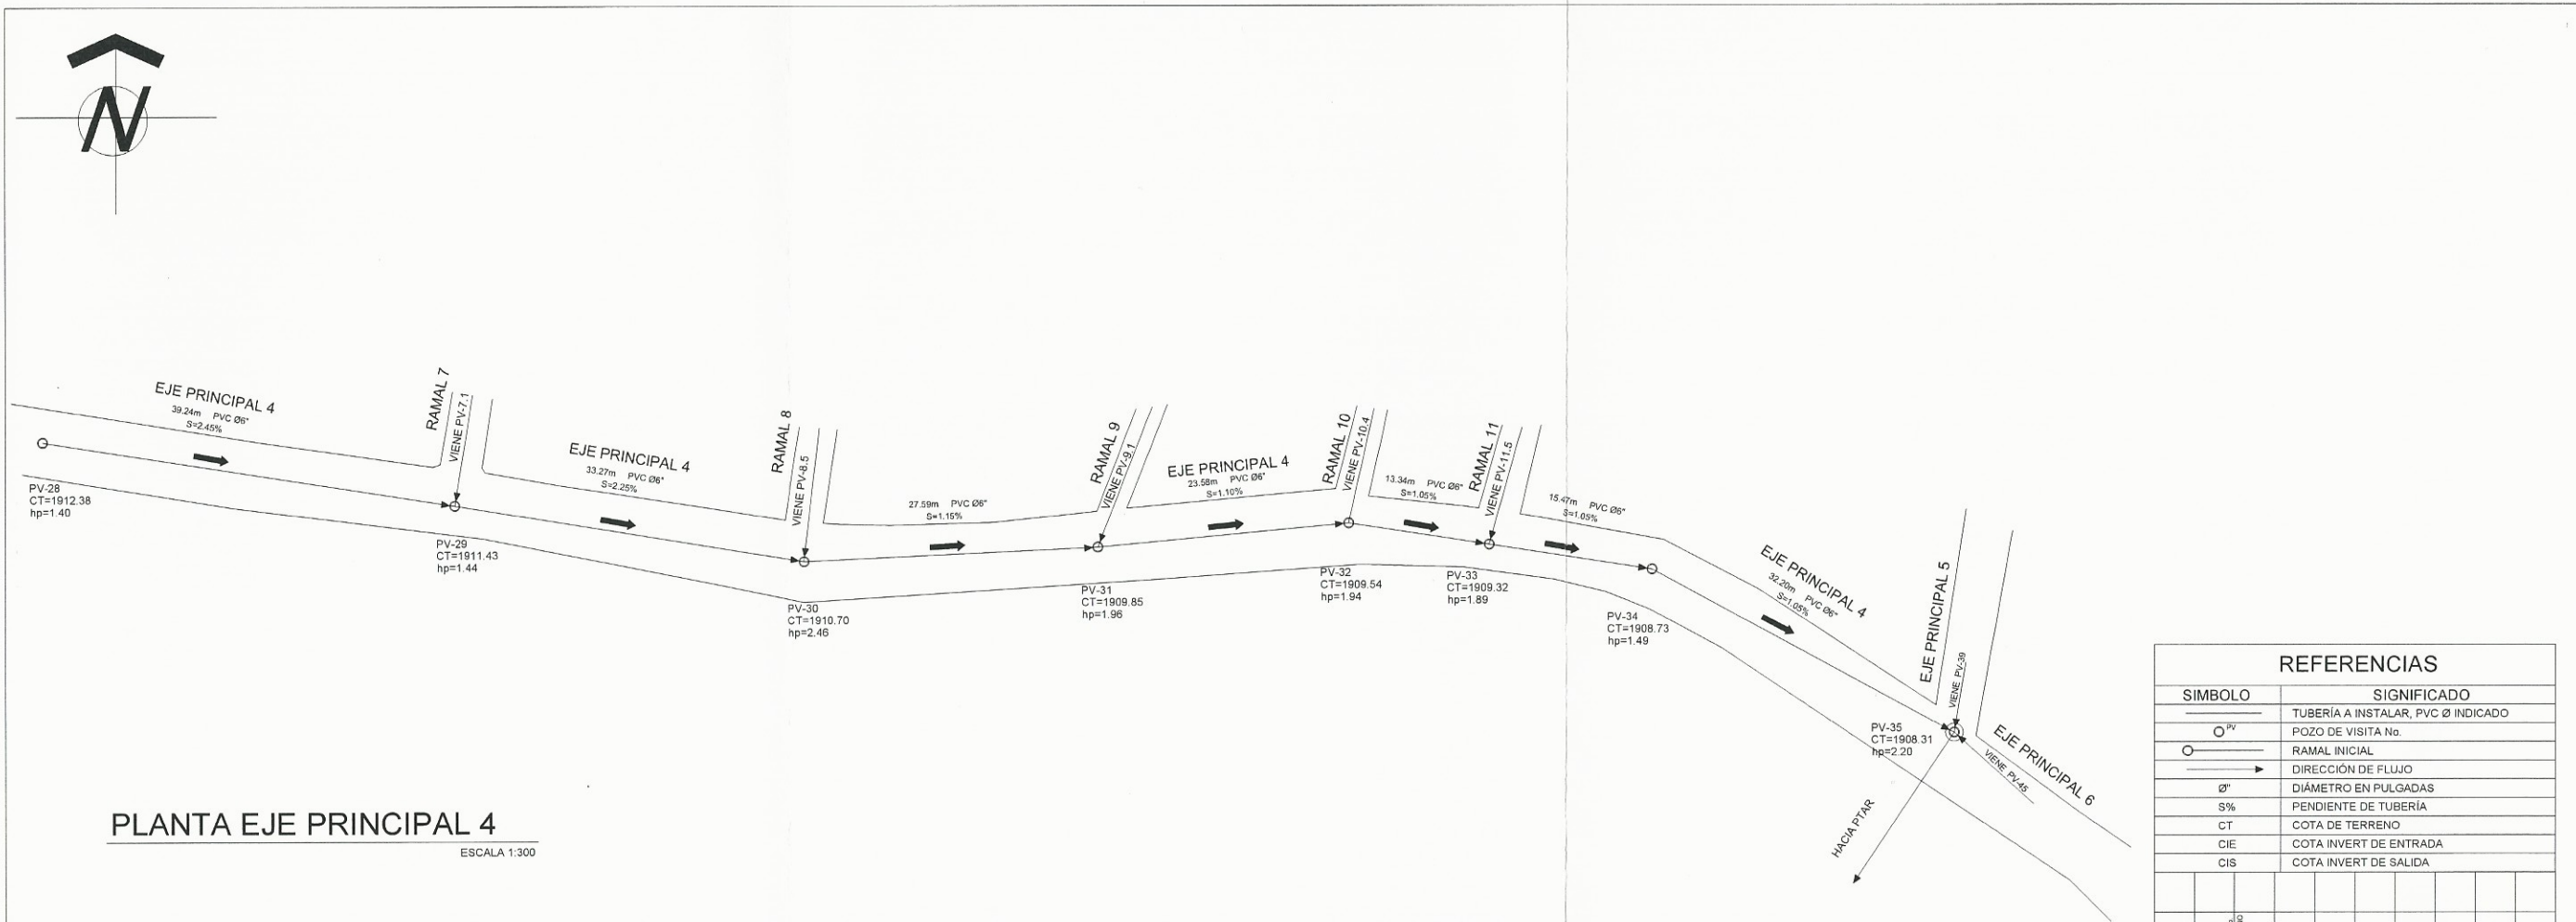 N
EJE PRINCIPAL 4
39.24m PVC Ø6"
S=2.45%
RAMAL 7
VIENE PV-7.1
EJE PRINCIPAL 4
33.27m PVC Ø6"
S=2.25%
RAMAL 8
VIENE PV-8.5
27.59m PVC Ø6"
S=1.15%
RAMAL 9
VIENE PV-9.1
EJE PRINCIPAL 4
23.58m PVC Ø6"
S=1.10%
RAMAL 10
VIENE PV-10.4
13.34m PVC Ø6"
S=1.05%
RAMAL 11
VIENE PV-11.5
15.47m PVC Ø6"
S=1.05%
EJE PRINCIPAL 4
32.20m PVC Ø6"
S=1.05%
EJE PRINCIPAL 5
VIENE PV-39
EJE PRINCIPAL 6
VIENE PV-45
HACIA PTAR
PV-28
CT=1912.38
hp=1.40
PV-29
CT=1911.43
hp=1.44
PV-30
CT=1910.70
hp=2.46
PV-31
CT=1909.85
hp=1.96
PV-32
CT=1909.54
hp=1.94
PV-33
CT=1909.32
hp=1.89
PV-34
CT=1908.73
hp=1.49
PV-35
CT=1908.31
hp=2.20
PLANTA EJE PRINCIPAL 4
ESCALA 1:300
REFERENCIAS
SIMBOLO SIGNIFICADO
TUBERÍA A INSTALAR, PVC Ø INDICADO
PV POZO DE VISITA No.
RAMAL INICIAL
DIRECCIÓN DE FLUJO
Ø" DIÁMETRO EN PULGADAS
S% PENDIENTE DE TUBERÍA
CT COTA DE TERRENO
CIE COTA INVERT DE ENTRADA
CIS COTA INVERT DE SALIDA